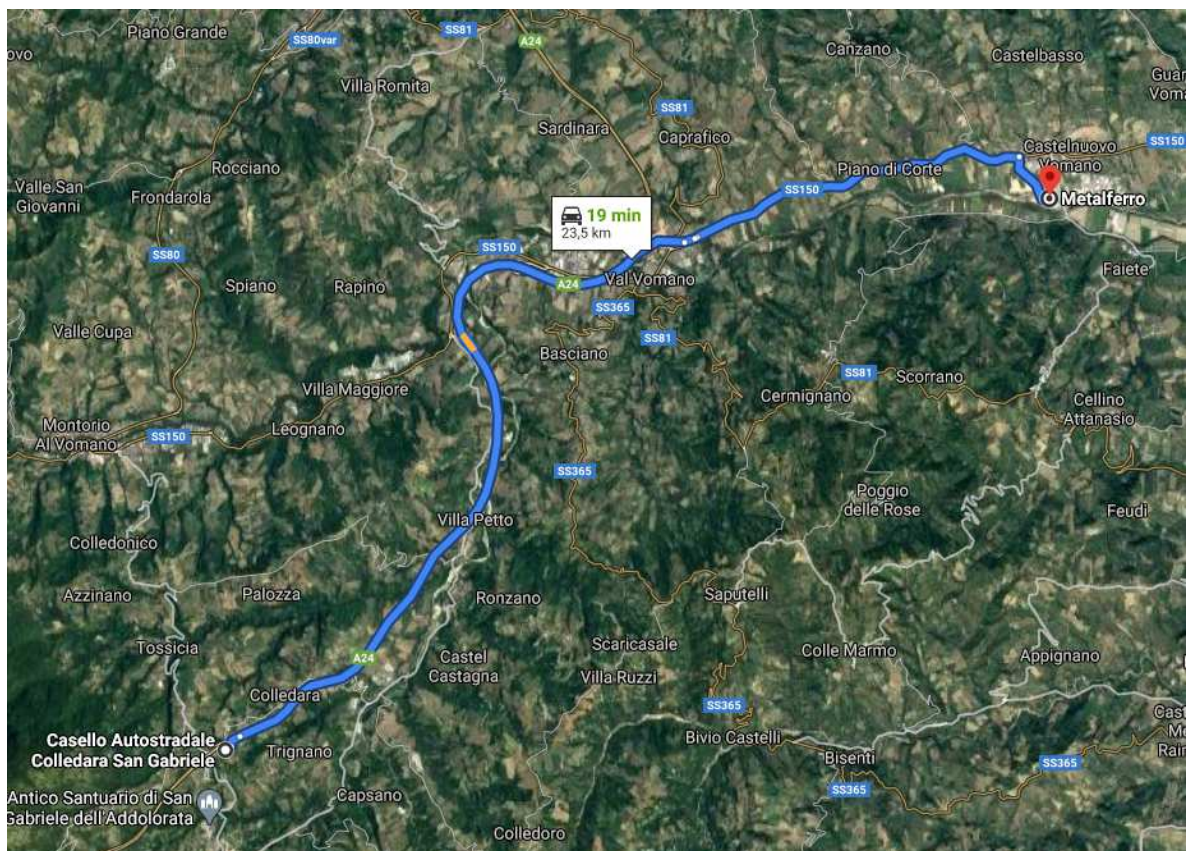 Piano Grande
SS81
SS80var
A24
ovo
Canzano
Castelbasso
Guar
Voma
Villa Romita
SS81
Sardinara
Caprafico
Castelnuovo
Vomano
SS150
Rocciano
Piano di Corte
Valle San
Giovanni
Frondarola
SS150
Metalferro
19 min
23,5 km
SS150
SS80
Faiete
Spiano
Rapino
A24
Val Vomano
SS365
Valle Cupa
SS81
Basciano
Villa Maggiore
SS81
Scorrano
Cermignano
Cellino
Attanasio
Montorio
Al Vomano
SS150
Leognano
SS365
Poggio
delle Rose
Feudi
Villa Petto
Colledonico
Azzinano
Palozza
Ronzano
Saputelli
Tossicia
Scaricasale
Colle Marmo
Appignano
A24
Castel
Castagna
Villa Ruzzi
Colledara
SS365
Cast
Mo
Rain
Casello Autostradale
Colledara San Gabriele
Trignano
Bivio Castelli
Bisenti
SS365
SS365
Antico Santuario di San
Gabriele dell'Addolorata
Capsano
Colledoro